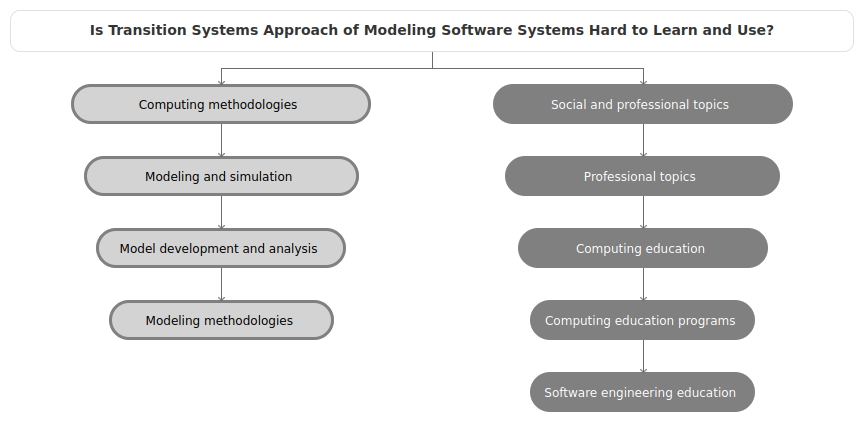 Is Transition Systems Approach of Modeling Software Systems Hard to Learn and Use?
Computing methodologies
Modeling and simulation
Model development and analysis
Modeling methodologies
Social and professional topics
Professional topics
Computing education
Computing education programs
Software engineering education